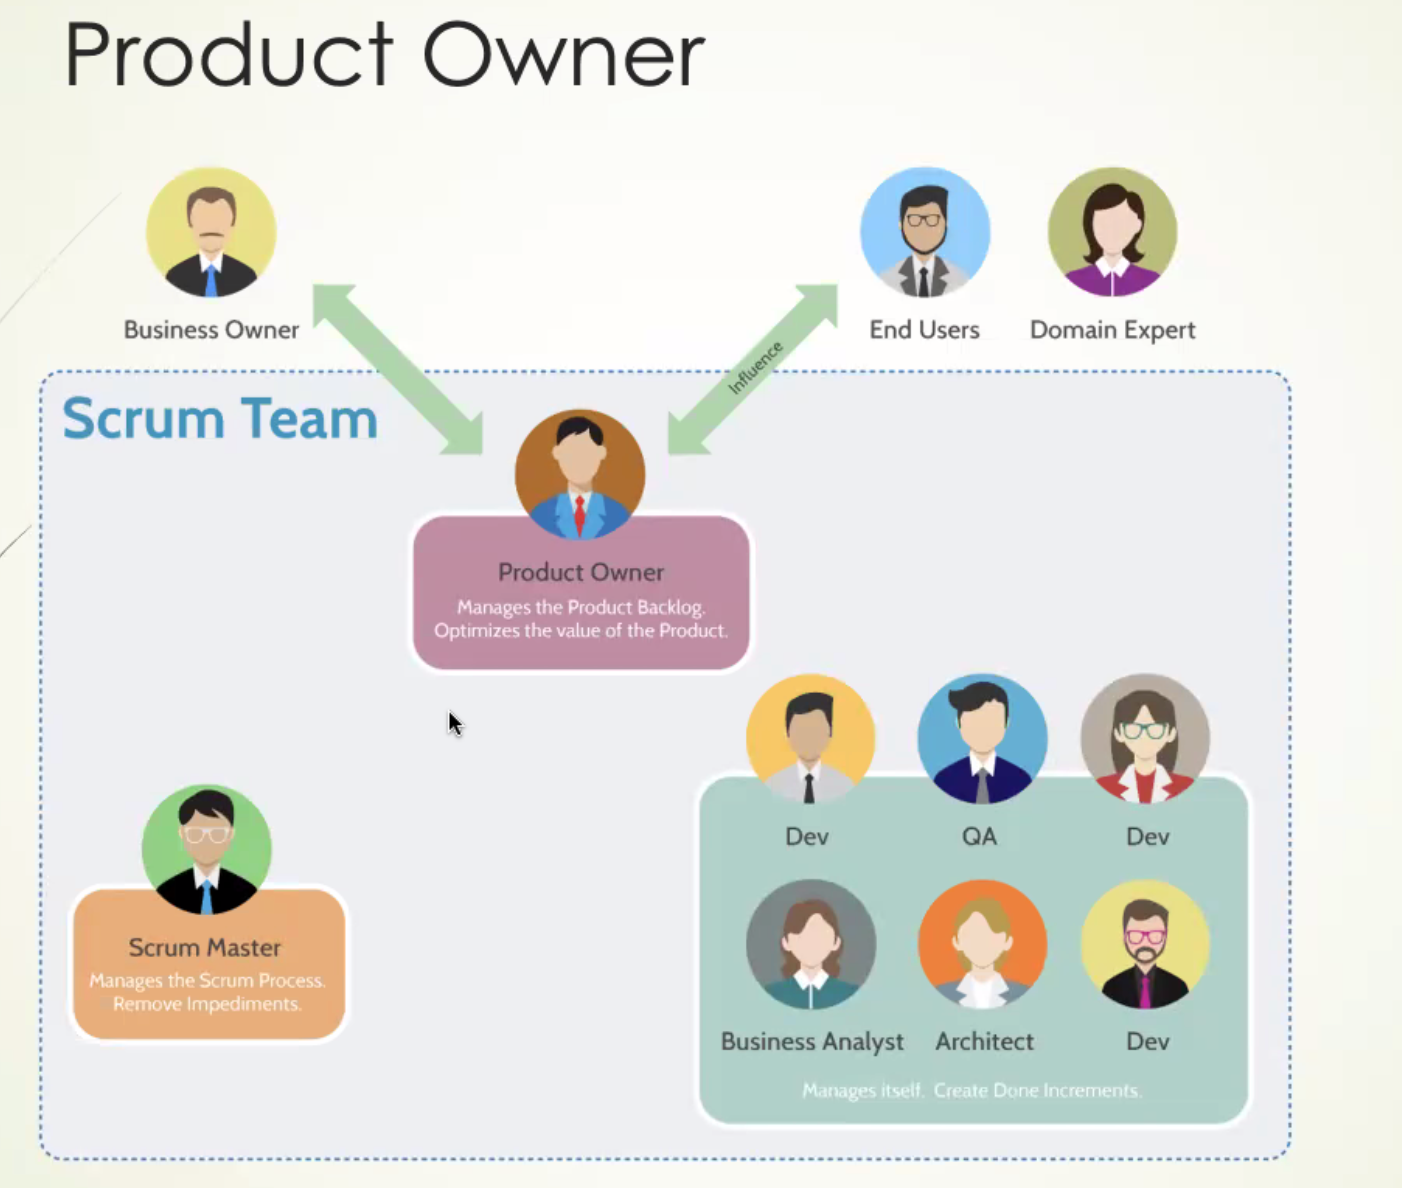 Product Owner
Business Owner
End Users
Domain Expert
Influence
Scrum Team
Product Owner
Manages the Product Backlog.
Optimizes the value of the Product.
Dev
QA
Dev
Scrum Master
Manages the Scrum Process.
Remove Impediments.
Business Analyst
Architect
Dev
Manages itself. Create Done Increments.